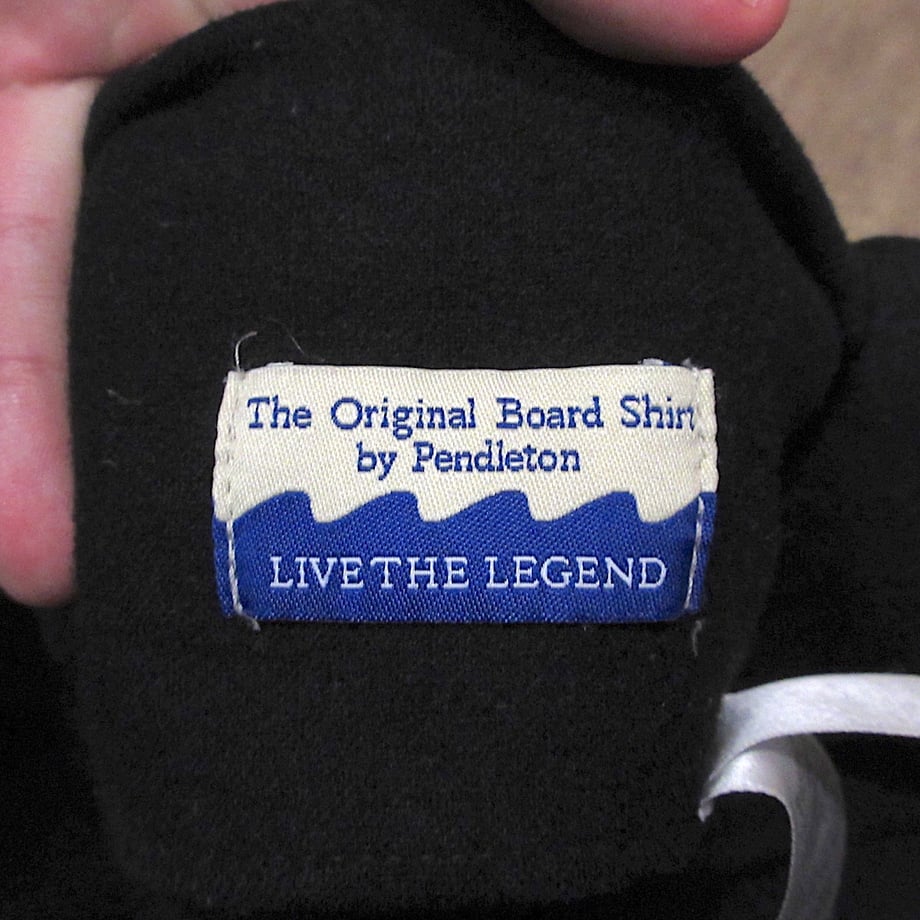 The Original Board Shirt
by Pendleton
LIVE THE LEGEND